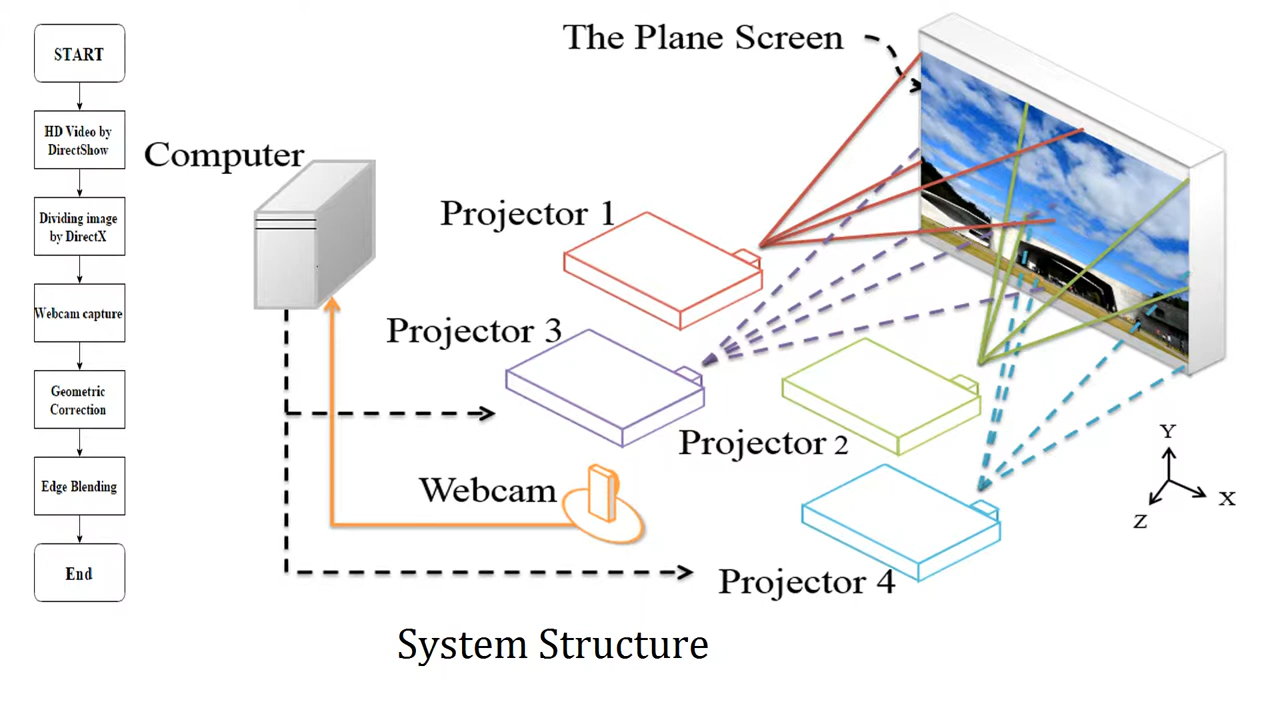 START
HD Video by
DirectShow
Dividing image
by DirectX
Webcam capture
Geometric
Correction
Edge Blending
End
The Plane Screen
Computer
Projector 1
Projector 3
Projector 2
Webcam
Projector 4
Y
X
Z
System Structure